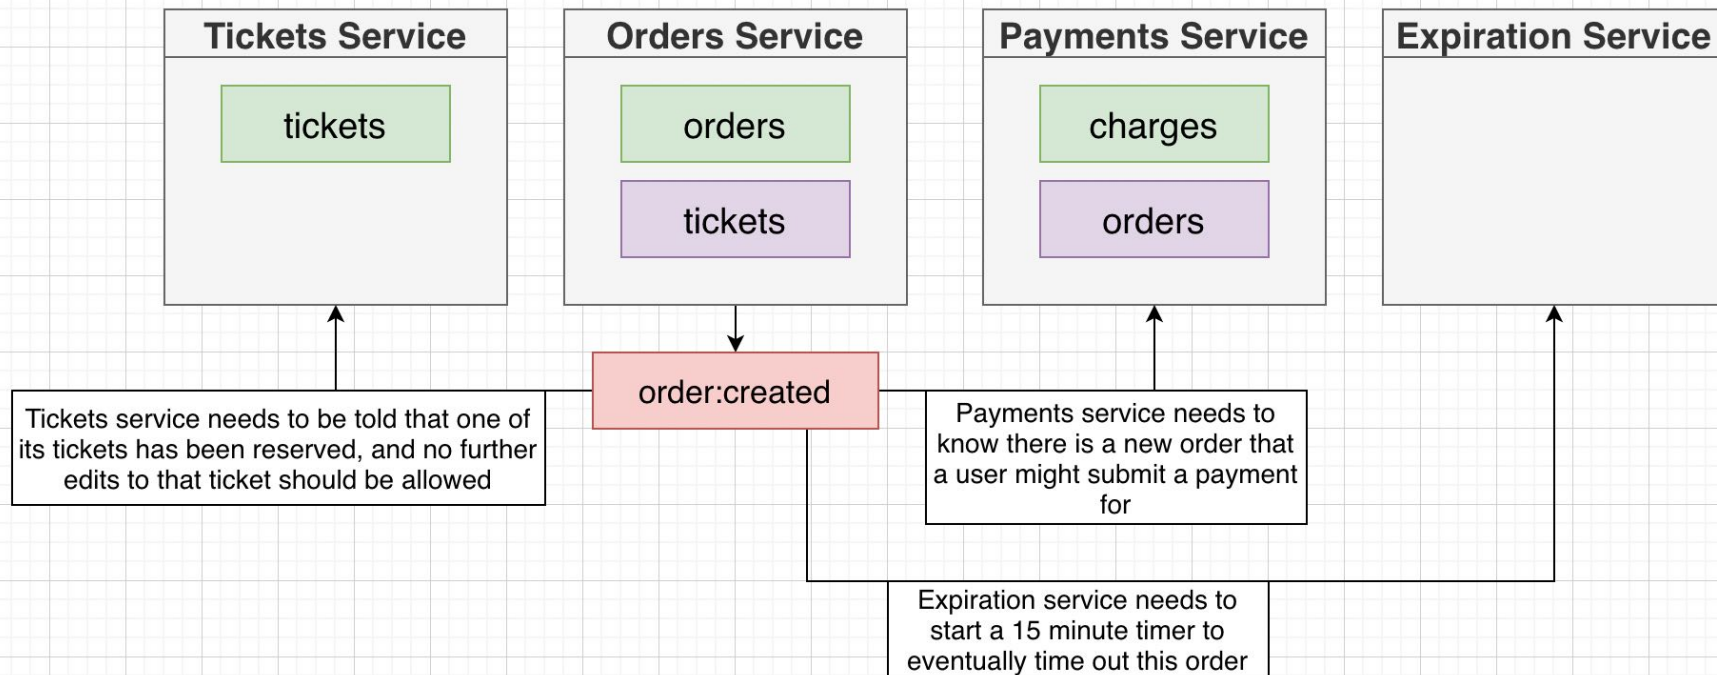 Tickets Service
Orders Service
Payments Service
Expiration Service
tickets
orders
charges
tickets
orders
order:created
Tickets service needs to be told that one of
its tickets has been reserved, and no further
edits to that ticket should be allowed
Payments service needs to
know there is a new order that
a user might submit a payment
for
Expiration service needs to
start a 15 minute timer to
eventually time out this order